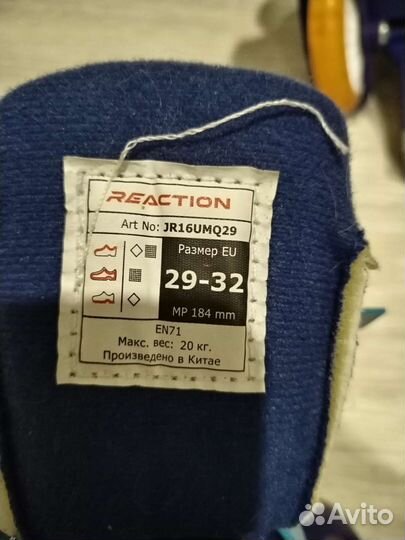 REACTION
Art No: JR16UMQ29
Размер EU
29-32
MP 184 mm
EN71
Макс. вес: 20 кг.
Произведено в Китае
Avito